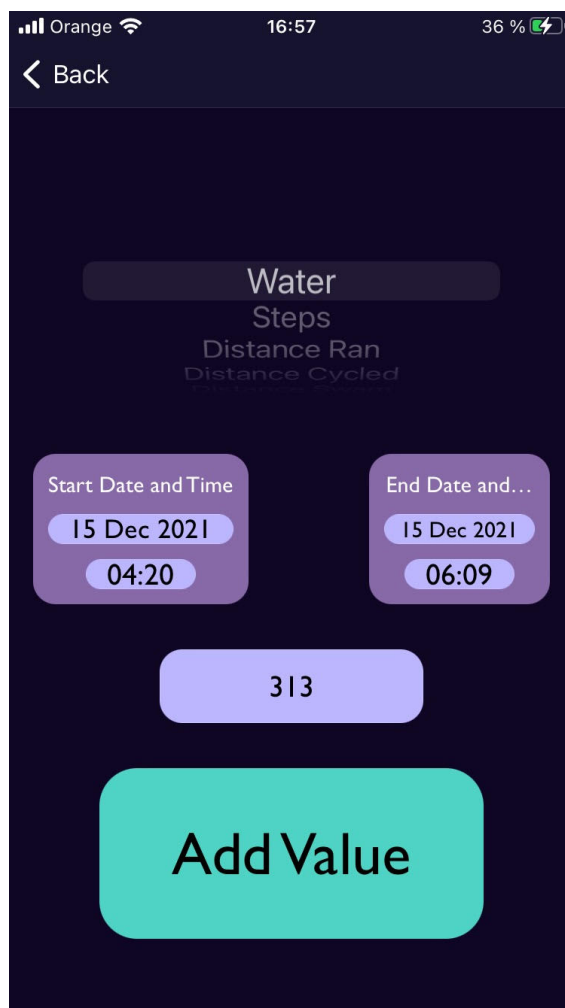 Orange 16:57 36 %
Back
Water
Steps
Distance Ran
Distance Cycled
Start Date and Time
15 Dec 2021
04:20
End Date and...
15 Dec 2021
06:09
313
Add Value